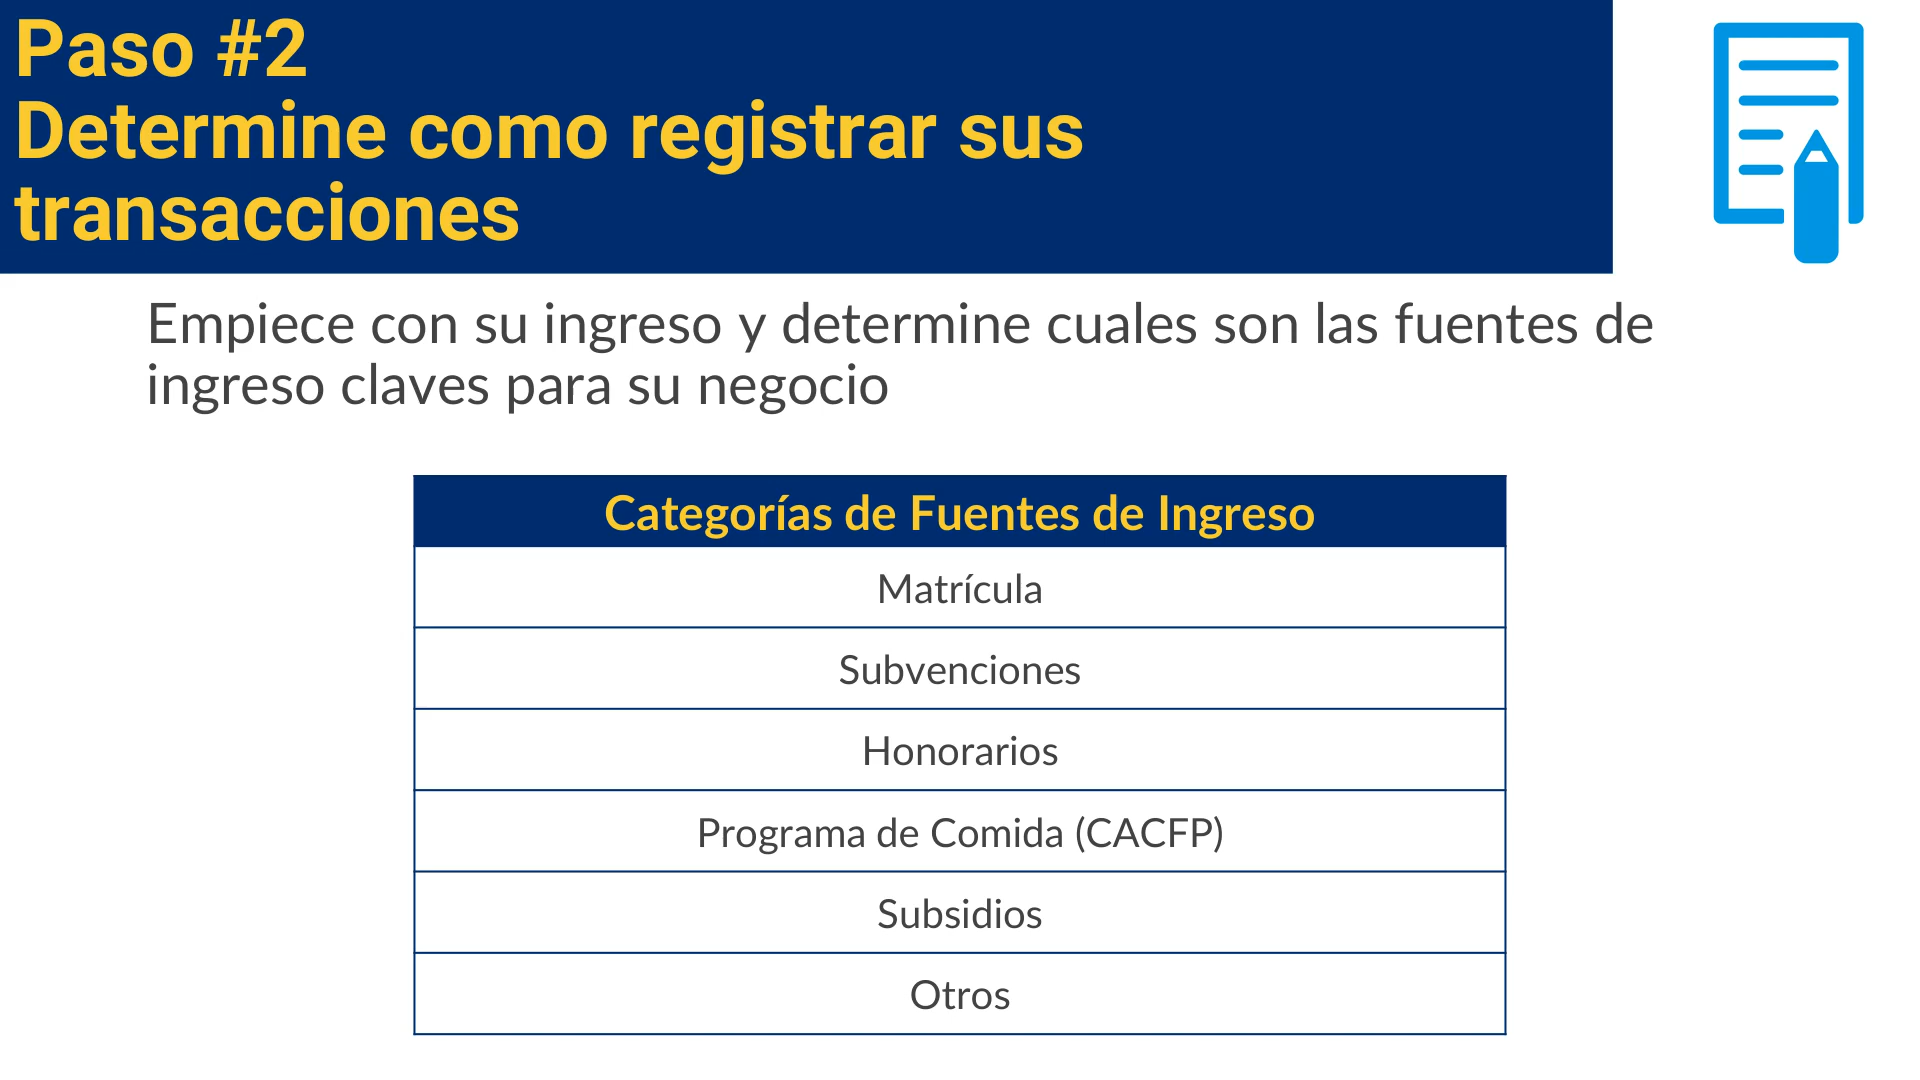 Paso #2
Determine como registrar sus
transacciones
Empiece con su ingreso y determine cuales son las fuentes de
ingreso claves para su negocio
Categorías de Fuentes de Ingreso
Matrícula
Subvenciones
Honorarios
Programa de Comida (CACFP)
Subsidios
Otros